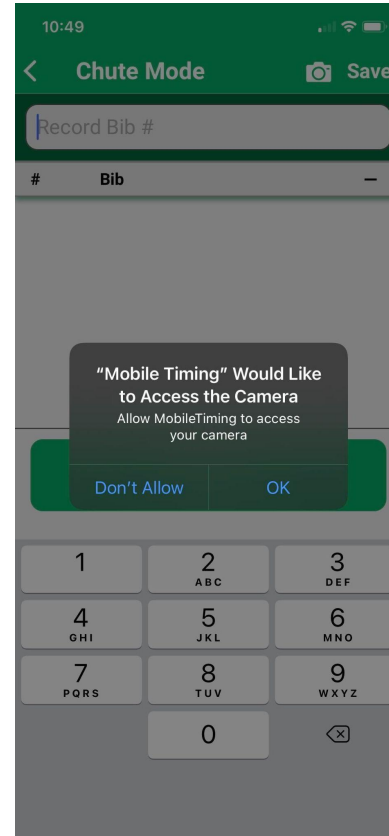 10:49
Chute Mode
Save
Record Bib #
# Bib –
"Mobile Timing" Would Like
to Access the Camera
Allow MobileTiming to access
your camera
Don't Allow OK
1 2 3
ABC DEF
4 5 6
GHI JKL MNO
7 8 9
PQRS TUV WXYZ
0